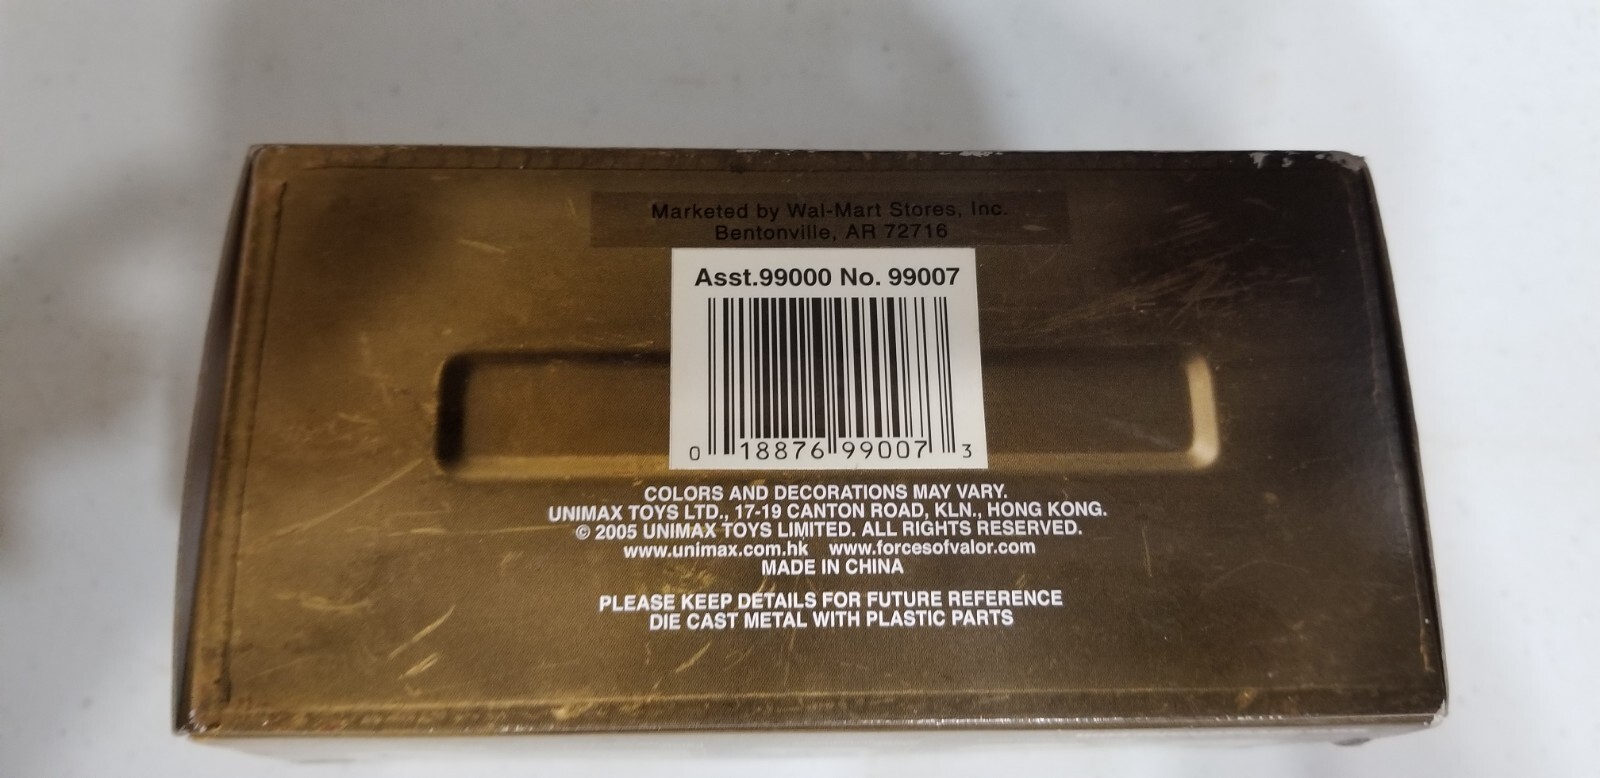 Marketed by Wal-Mart Stores, Inc.
Bentonville, AR 72716
Asst.99000 No. 99007
0 18876 99007 3
COLORS AND DECORATIONS MAY VARY.
UNIMAX TOYS LTD., 17-19 CANTON ROAD, KLN., HONG KONG.
© 2005 UNIMAX TOYS LIMITED. ALL RIGHTS RESERVED.
www.unimax.com.hk www.forcesofvalor.com
MADE IN CHINA
PLEASE KEEP DETAILS FOR FUTURE REFERENCE
DIE CAST METAL WITH PLASTIC PARTS